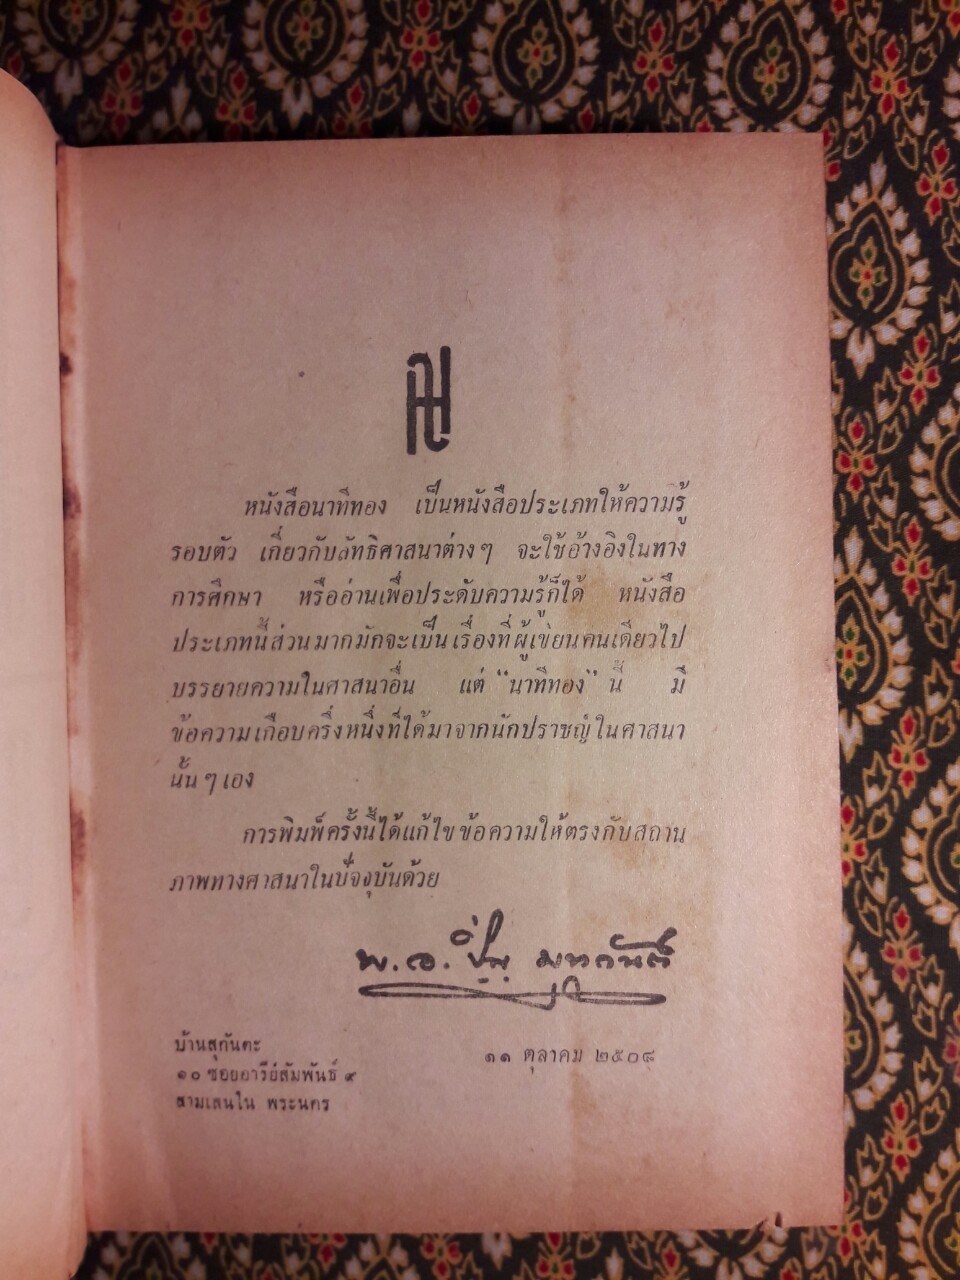 หนังสือนาทีทอง เป็นหนังสือประเภทให้ความรู้
รอบตัว เกี่ยวกับลัทธิศาสนาต่างๆ จะใช้อ้างอิงในทาง
การศึกษา หรืออ่านเพื่อประดับความรู้ก็ได้ หนังสือ
ประเภทนี้ส่วนมากมักจะเป็นเรื่องที่ผู้เขียนคนเดียวไป
บรรยายความในศาสนาอื่น แต่ "นาทีทอง" นี้ มี
ข้อความเกือบครึ่งหนึ่งที่ได้มาจากนักปราชญ์ในศาสนา
นั้นๆเอง
การพิมพ์ครั้งนี้ได้แก้ไขข้อความให้ตรงกับสถาน
ภาพทางศาสนาในปัจจุบันด้วย
พ.อ. ปิ่น มุทุกันต์
บ้านสุกันตะ
๑๐ ซอยอารีย์สัมพันธ์ ๙
สามเสนใน พระนคร
๑๑ ตุลาคม ๒๕๐๘